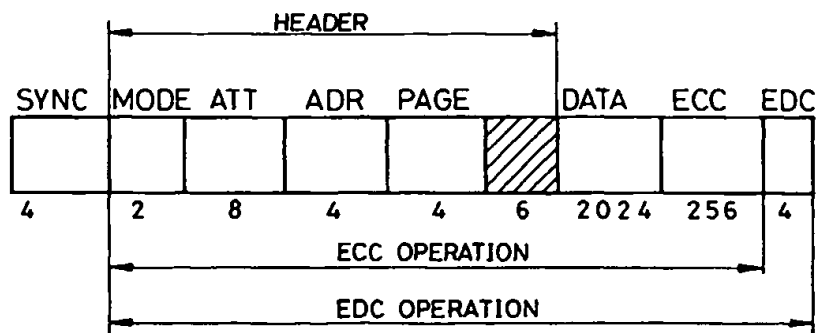 HEADER
SYNC MODE ATT ADR PAGE DATA ECC EDC
4 2 8 4 4 6 2024 256 4
ECC OPERATION
EDC OPERATION